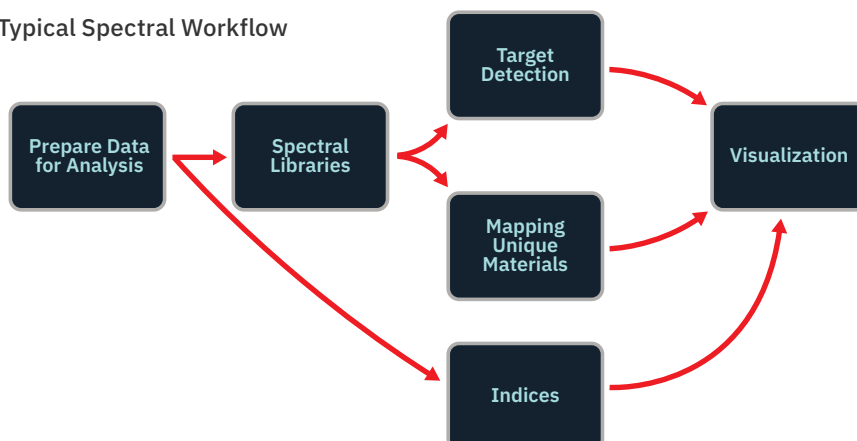 Typical Spectral Workflow
Target
Detection
Prepare Data
for Analysis
Spectral
Libraries
Visualization
Mapping
Unique
Materials
Indices